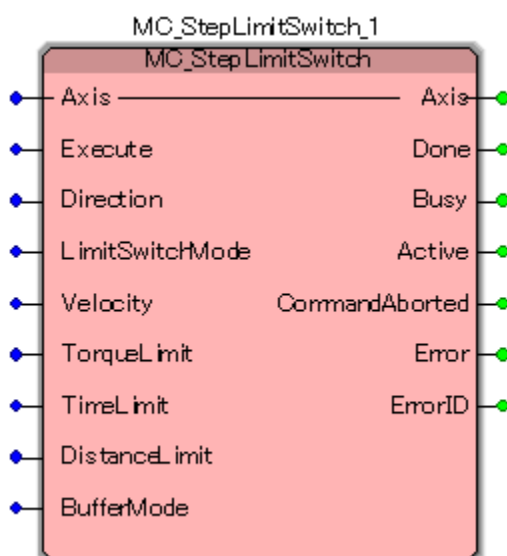 MC_StepLimitSwitch_1
MC_StepLimitSwitch
Axis Axis
Execute Done
Direction Busy
LimitSwitchMode Active
Velocity CommandAborted
TorqueLimit Error
TimeLimit ErrorID
DistanceLimit
BufferMode